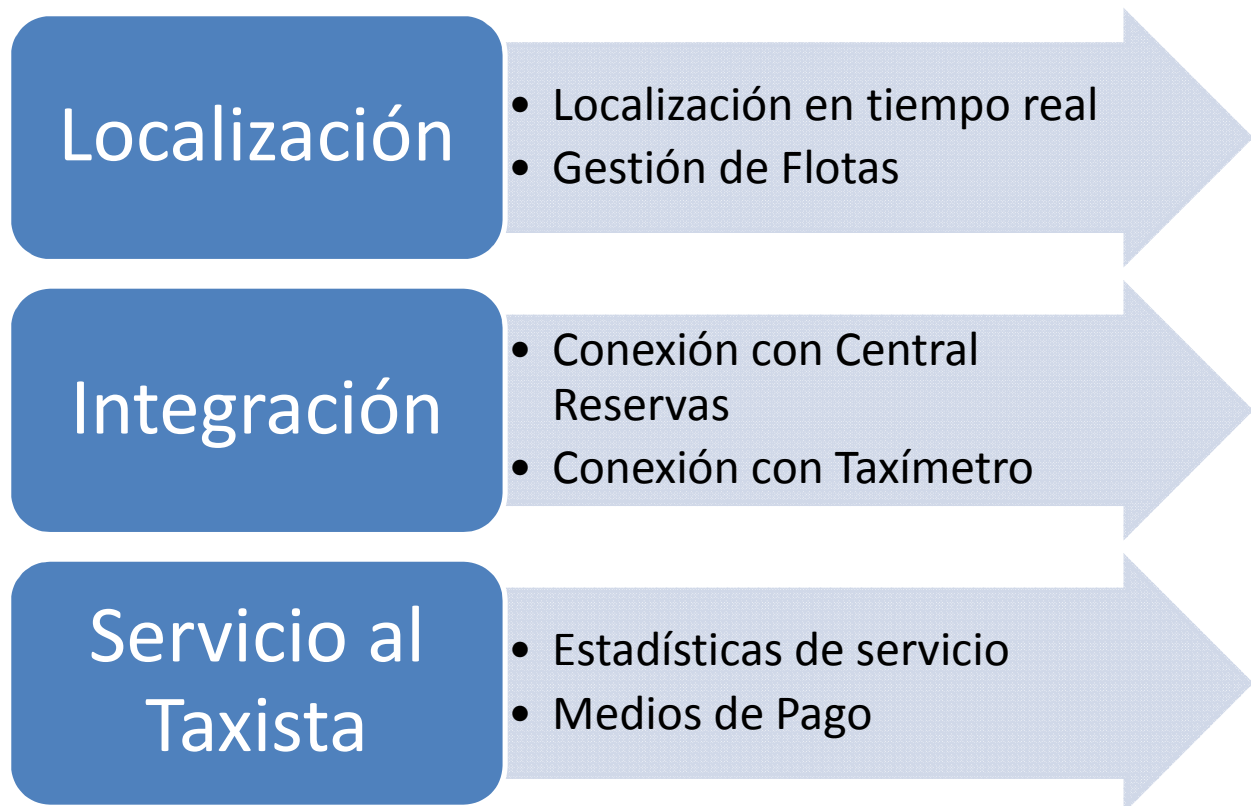 Localización
• Localización en tiempo real
• Gestión de Flotas
Integración
• Conexión con Central
Reservas
• Conexión con Taxímetro
Servicio al
Taxista
• Estadísticas de servicio
• Medios de Pago